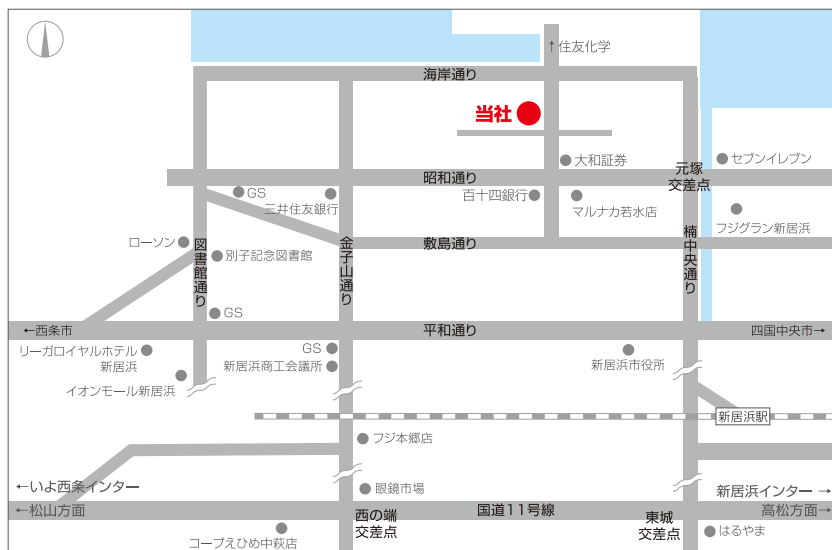 ↑住友化学
海岸通り
当社
大和証券
元塚
交差点
セブンイレブン
昭和通り
GS
三井住友銀行
百十四銀行
マルナカ若水店
フジグラン新居浜
ローソン
図書館通り
別子記念図書館
金子山通り
敷島通り
楠中央通り
GS
←西条市
平和通り
四国中央市→
リーガロイヤルホテル
新居浜
GS
新居浜商工会議所
新居浜市役所
イオンモール新居浜
新居浜駅
フジ本郷店
←いよ西条インター
眼鏡市場
新居浜インター→
←松山方面
国道11号線
高松方面→
西の端
交差点
東城
交差点
はるやま
コープえひめ中萩店